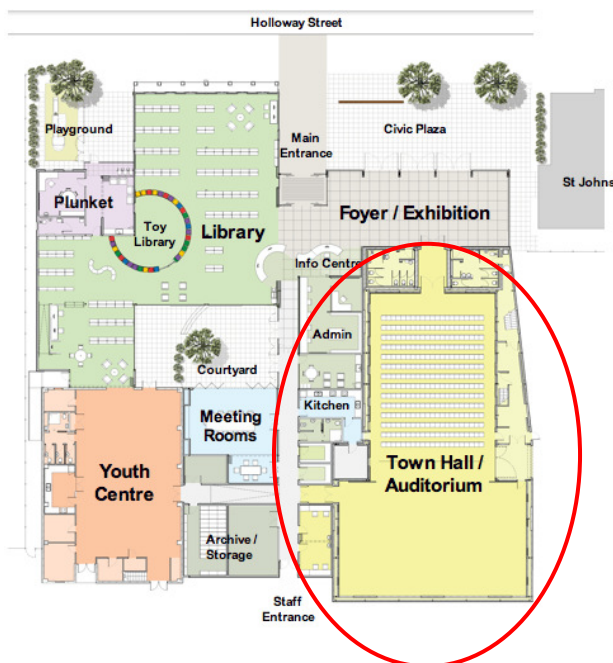 Holloway Street
Playground
Main
Entrance
Civic Plaza
St Johns
Plunket
Toy
Library
Library
Foyer / Exhibition
Info Centre
Admin
Courtyard
Kitchen
Meeting
Rooms
Youth
Centre
Town Hall /
Auditorium
Archive /
Storage
Staff
Entrance